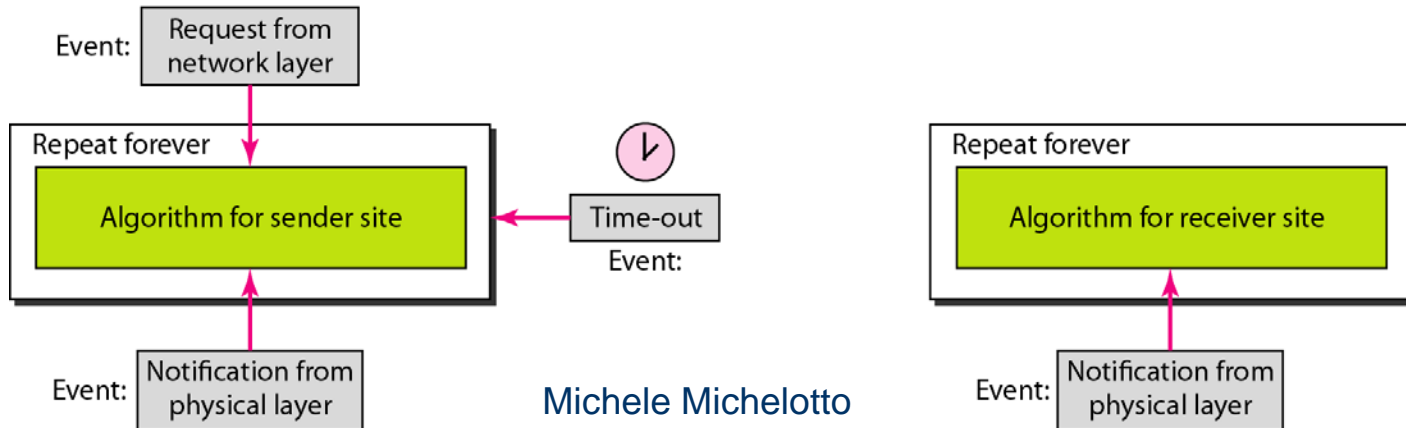 Event:
Request from
network layer
Repeat forever
Algorithm for sender site
Time-out
Event:
Event:
Notification from
physical layer
Michele Michelotto
Repeat forever
Algorithm for receiver site
Event:
Notification from
physical layer